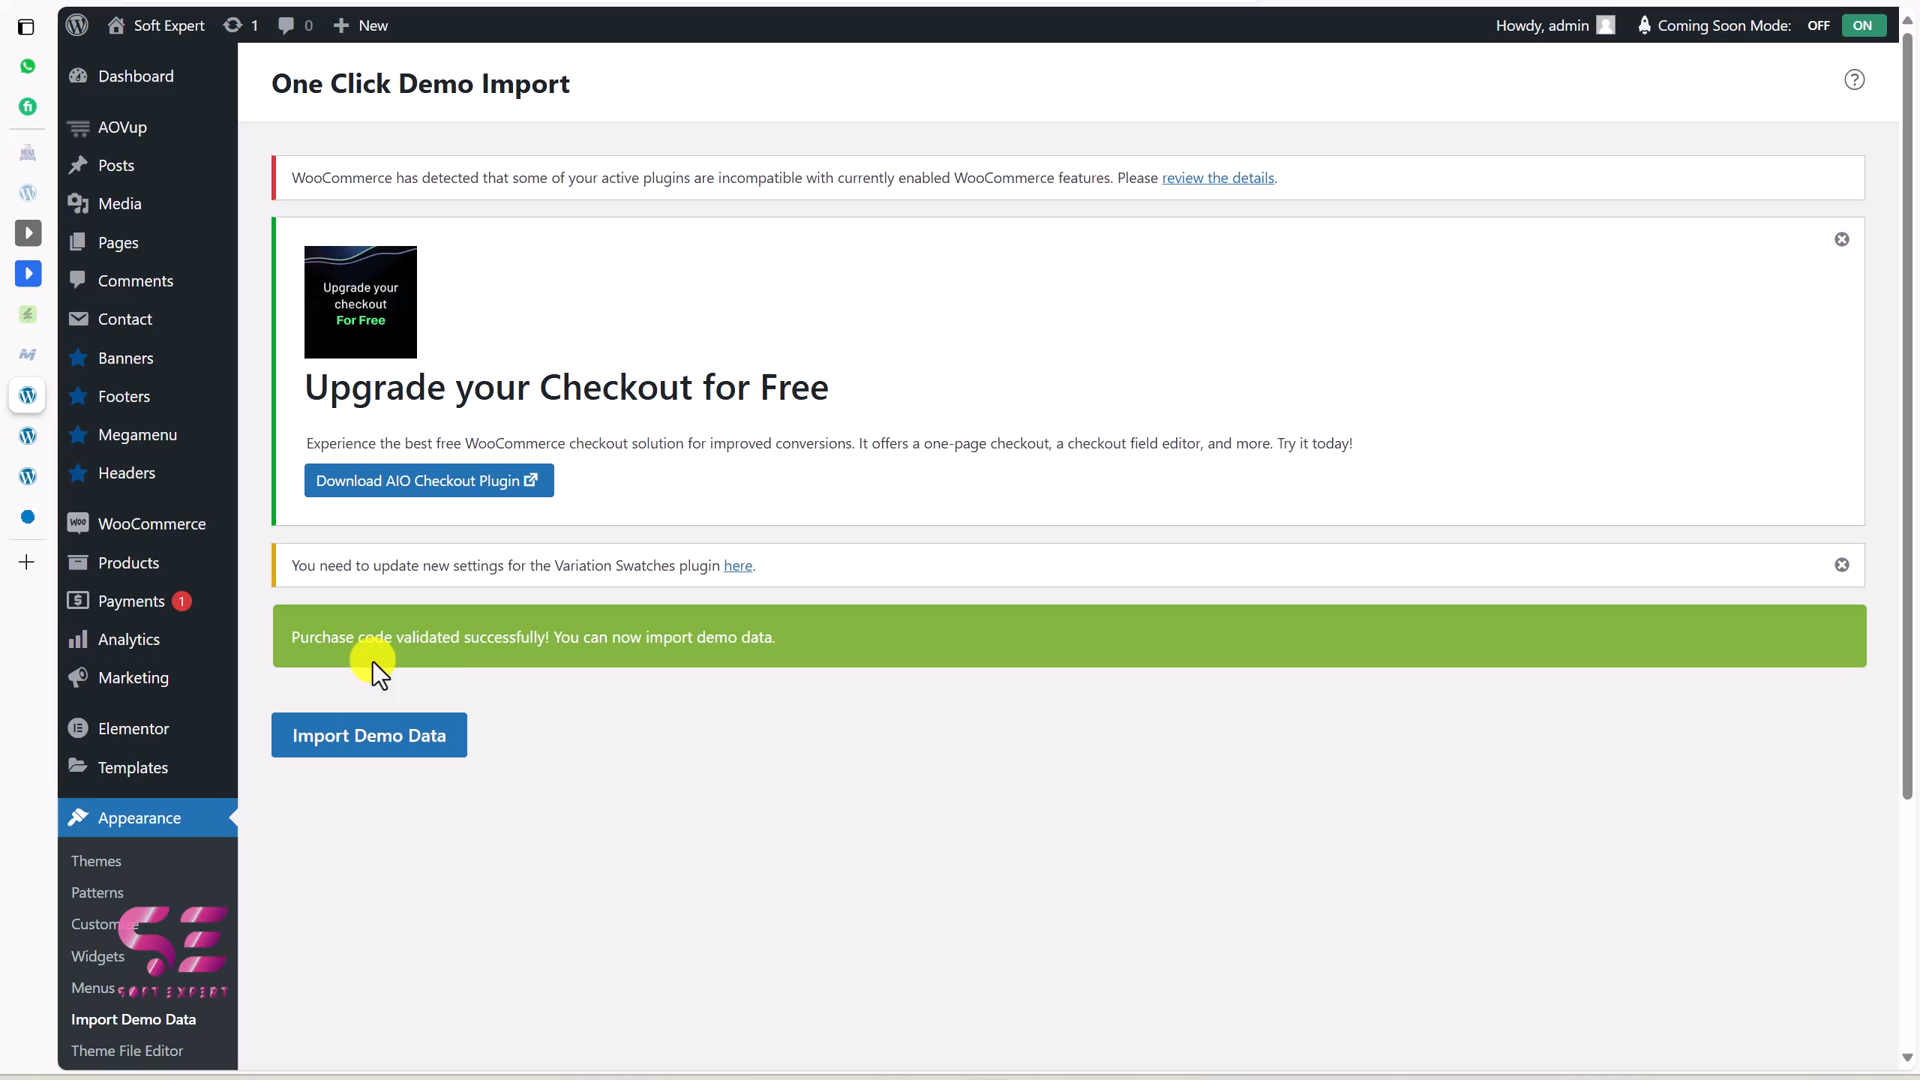 Soft Expert 1 0 New
Howdy, admin Coming Soon Mode: OFF ON
Dashboard
AOVup
Posts
Media
Pages
Comments
Contact
Banners
Footers
Megamenu
Headers
WooCommerce
Products
Payments 1
Analytics
Marketing
Elementor
Templates
Appearance
Themes
Patterns
Customize
Widgets
Menus
Import Demo Data
Theme File Editor
SE
SOFT EXPERT
One Click Demo Import
WooCommerce has detected that some of your active plugins are incompatible with currently enabled WooCommerce features. Please review the details.
Upgrade your
checkout
For Free
Upgrade your Checkout for Free
Experience the best free WooCommerce checkout solution for improved conversions. It offers a one-page checkout, a checkout field editor, and more. Try it today!
Download AIO Checkout Plugin
You need to update new settings for the Variation Swatches plugin here.
Purchase code validated successfully! You can now import demo data.
Import Demo Data